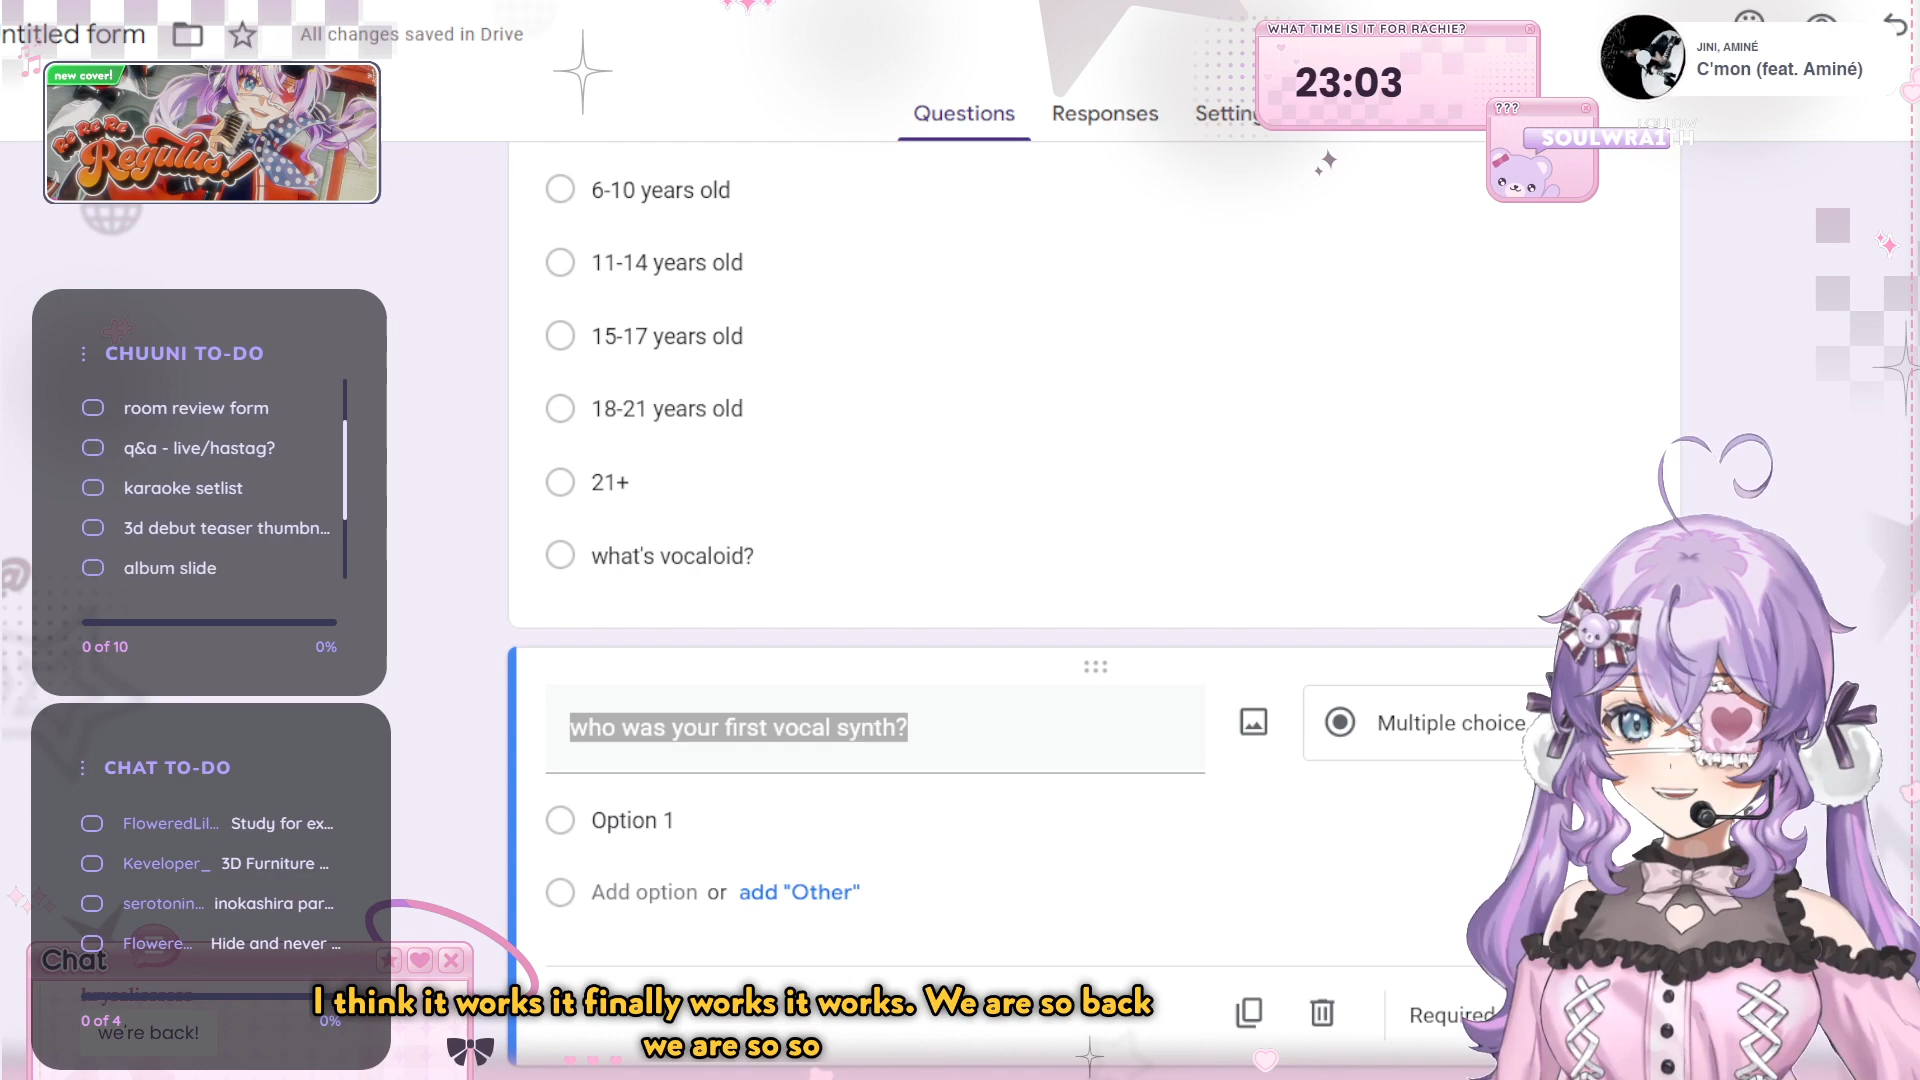 ntitled form
All changes saved in Drive
new cover!
Re Re Re
Regulus!
Questions
Responses
Setting
WHAT TIME IS IT FOR RACHIE?
23:03
JINI, AMINÉ
C'mon (feat. Aminé)
???
FOLLOW
SOULWRA1TH
6-10 years old
11-14 years old
15-17 years old
18-21 years old
21+
what's vocaloid?
CHUUNI TO-DO
room review form
q&a - live/hastag?
karaoke setlist
3d debut teaser thumbn...
album slide
0 of 10
0%
who was your first vocal synth?
Multiple choice
Option 1
Add option or add "Other"
Required
CHAT TO-DO
FloweredLil... Study for ex...
Keveloper_ 3D Furniture ...
serotonin... inokashira par...
Flowere... Hide and never ...
Chat
0 of 4
0%
we're back!
I think it works it finally works it works. We are so back
we are so so